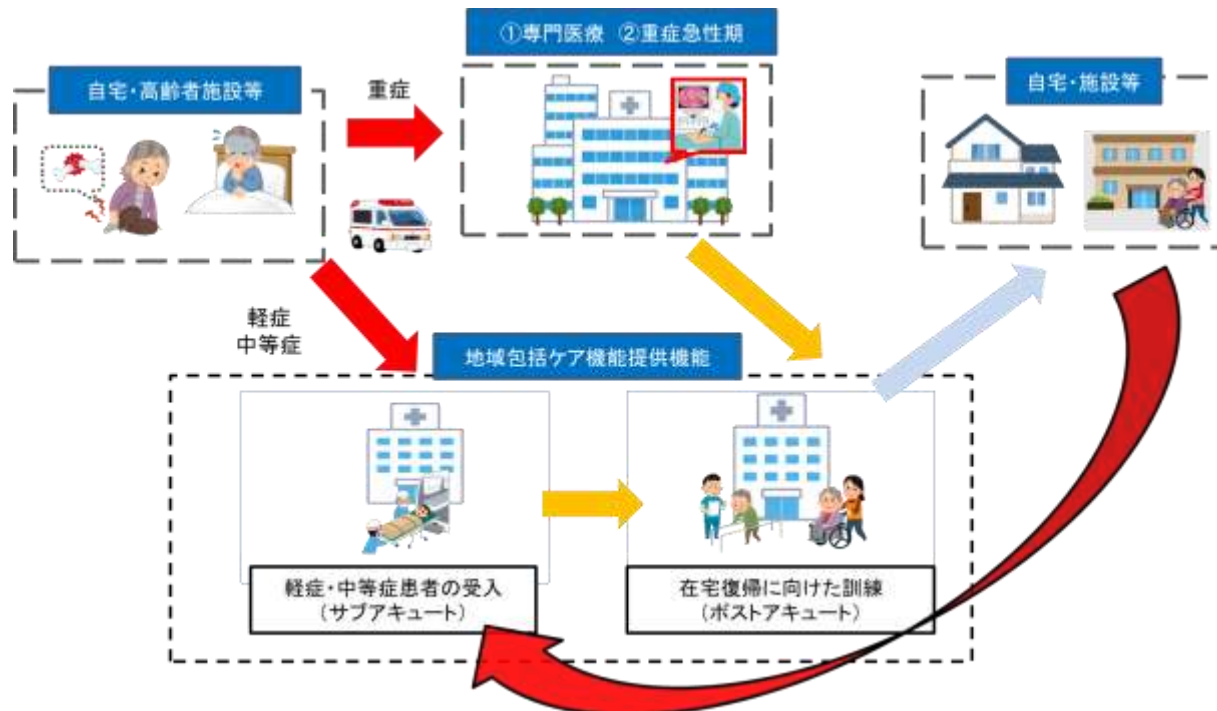 ①専門医療 ②重症急性期
自宅・高齢者施設等
重症
自宅・施設等
軽症
中等症
地域包括ケア機能提供機能
軽症・中等症患者の受入
(サブアキュート)
在宅復帰に向けた訓練
(ポストアキュート)